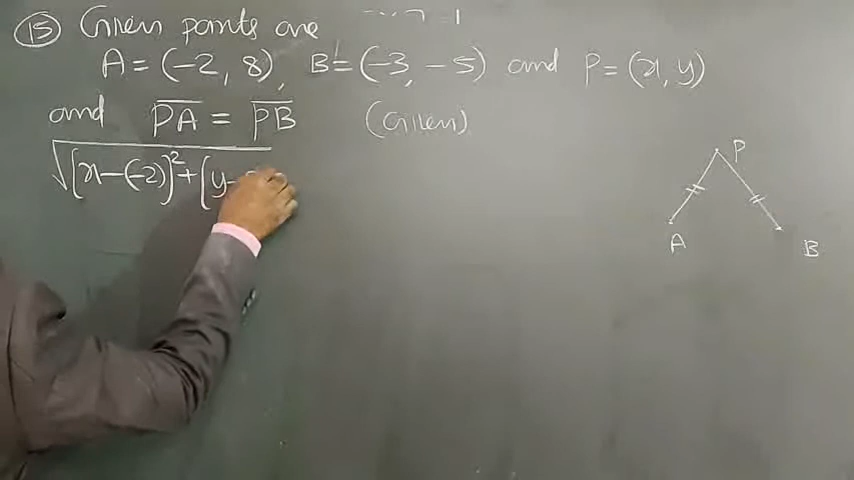 15 Given points are
A = (-2, 8), B = (-3, -5) and P = (x, y)
and PA = PB (Given)
√[x-(-2)]²+[y-
P
A B